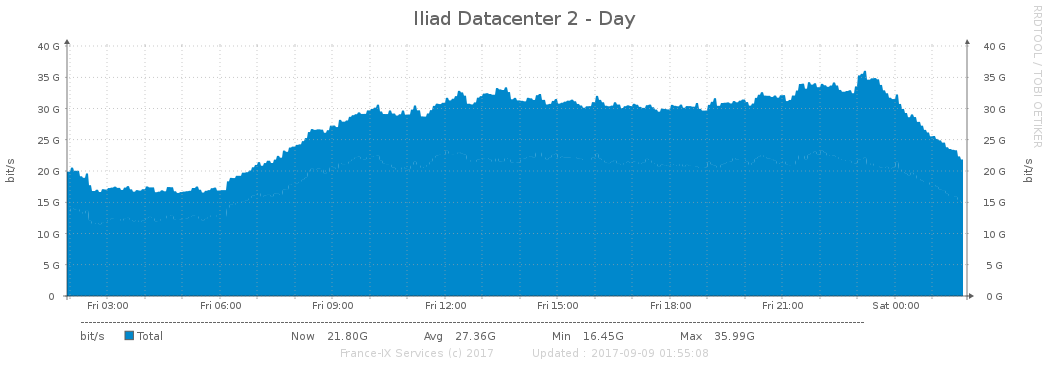 Iliad Datacenter 2 - Day
RRDTOOL / TOBI OETIKER
40 G 40 G
35 G 35 G
30 G 30 G
25 G 25 G
20 G 20 G
15 G 15 G
10 G 10 G
5 G 5 G
0 0 G
bit/s bit/s
Fri 03:00 Fri 06:00 Fri 09:00 Fri 12:00 Fri 15:00 Fri 18:00 Fri 21:00 Sat 00:00
bit/s Total Now 21.80G Avg 27.36G Min 16.45G Max 35.99G
France-IX Services (c) 2017 Updated : 2017-09-09 01:55:08